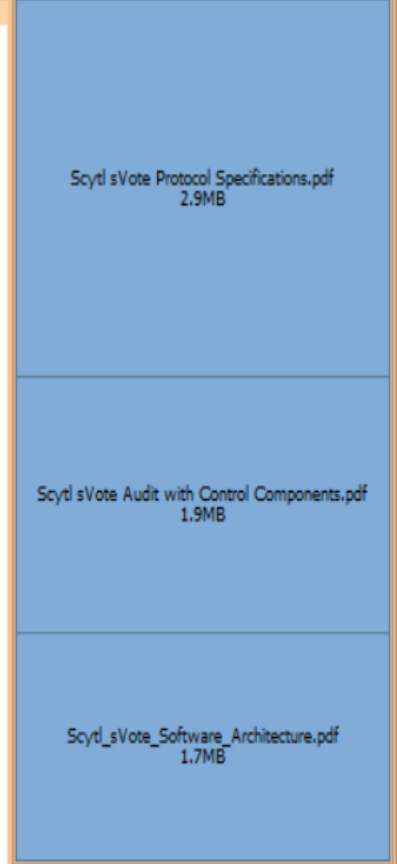 Scytl sVote Protocol Specifications.pdf
2.9MB
Scytl sVote Audit with Control Components.pdf
1.9MB
Scytl_sVote_Software_Architecture.pdf
1.7MB